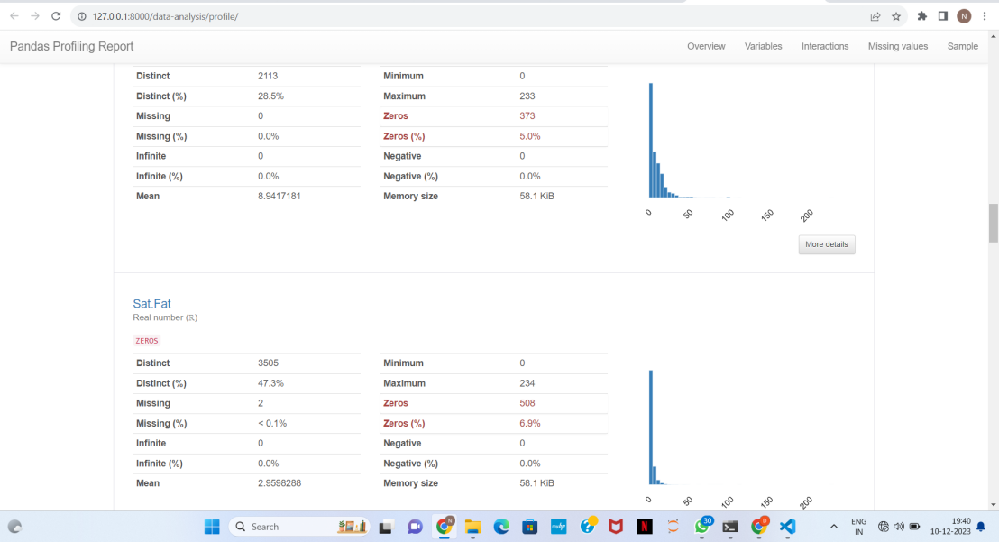 127.0.0.1:8000/data-analysis/profile/
N
Pandas Profiling Report
Overview Variables Interactions Missing values Sample
Distinct 2113 Minimum 0
Distinct (%) 28.5% Maximum 233
Missing 0 Zeros 373
Missing (%) 0.0% Zeros (%) 5.0%
Infinite 0 Negative 0
Infinite (%) 0.0% Negative (%) 0.0%
Mean 8.9417181 Memory size 58.1 KiB
0 50 100 150 200
More details
Sat.Fat
Real number (ℝ)
ZEROS
Distinct 3505 Minimum 0
Distinct (%) 47.3% Maximum 234
Missing 2 Zeros 508
Missing (%) < 0.1% Zeros (%) 6.9%
Infinite 0 Negative 0
Infinite (%) 0.0% Negative (%) 0.0%
Mean 2.9598288 Memory size 58.1 KiB
0 50 100 150 200
Search
N
30
ENG
IN
19:40
10-12-2023